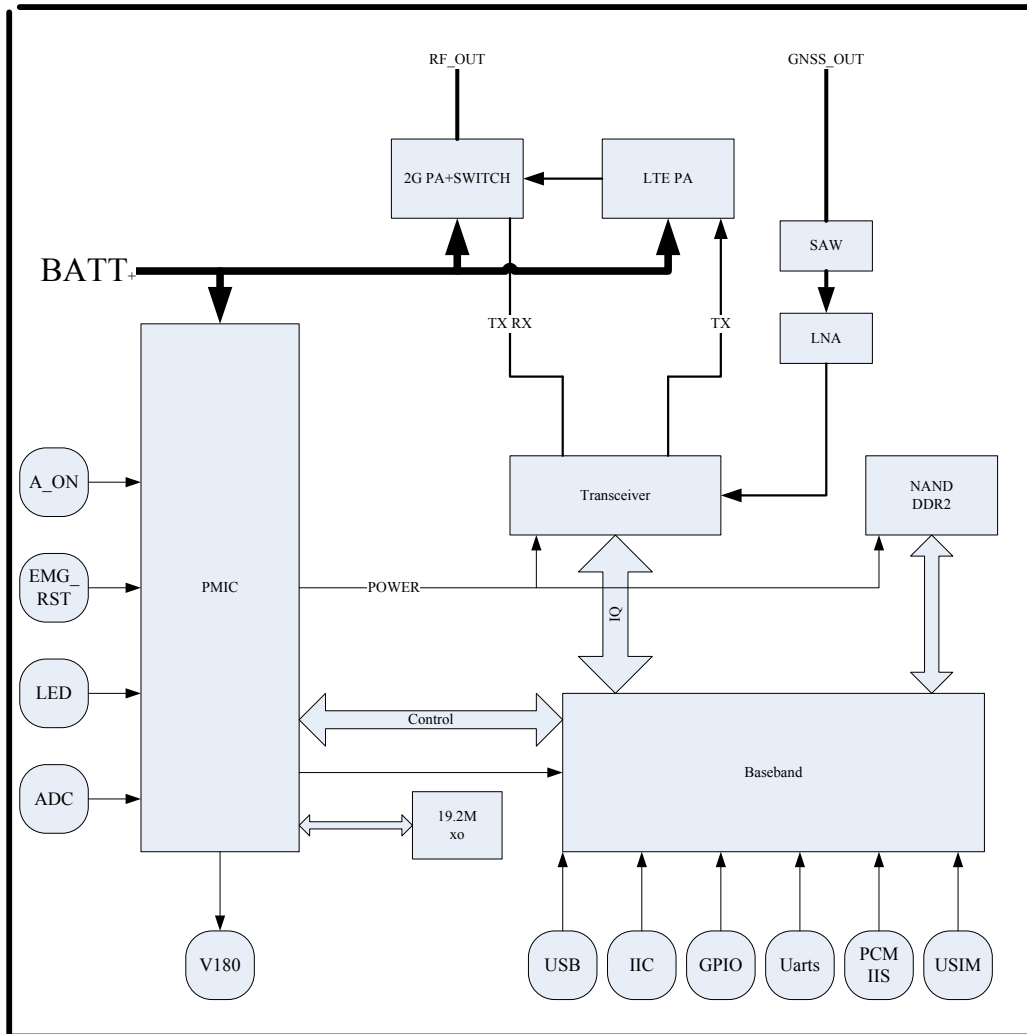 RF_OUT
GNSS_OUT
2G PA+SWITCH
LTE PA
SAW
BATT+
TX RX
TX
LNA
A_ON
Transceiver
NAND
DDR2
EMG_
RST
PMIC
POWER
IQ
LED
Control
Baseband
ADC
19.2M
xo
V180
USB
IIC
GPIO
Uarts
PCM
IIS
USIM